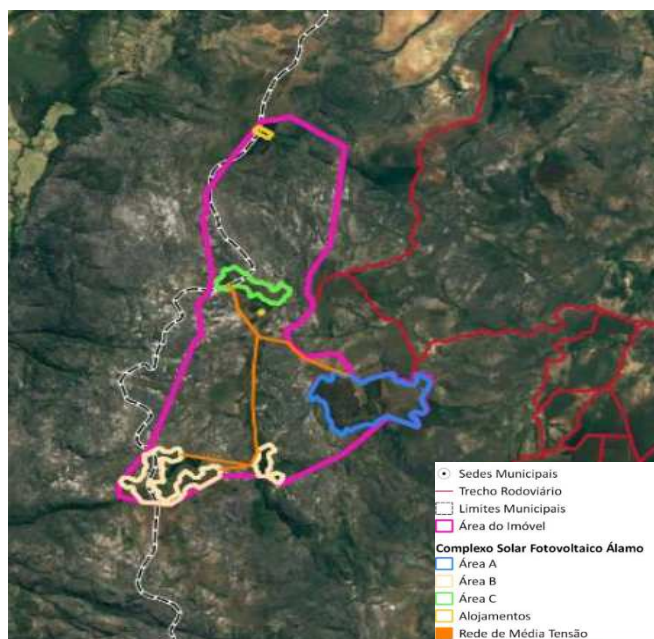 Sedes Municipais
Trecho Rodoviário
Limites Municipais
Área do Imóvel
Complexo Solar Fotovoltaico Álamo
Área A
Área B
Área C
Alojamentos
Rede de Média Tensão